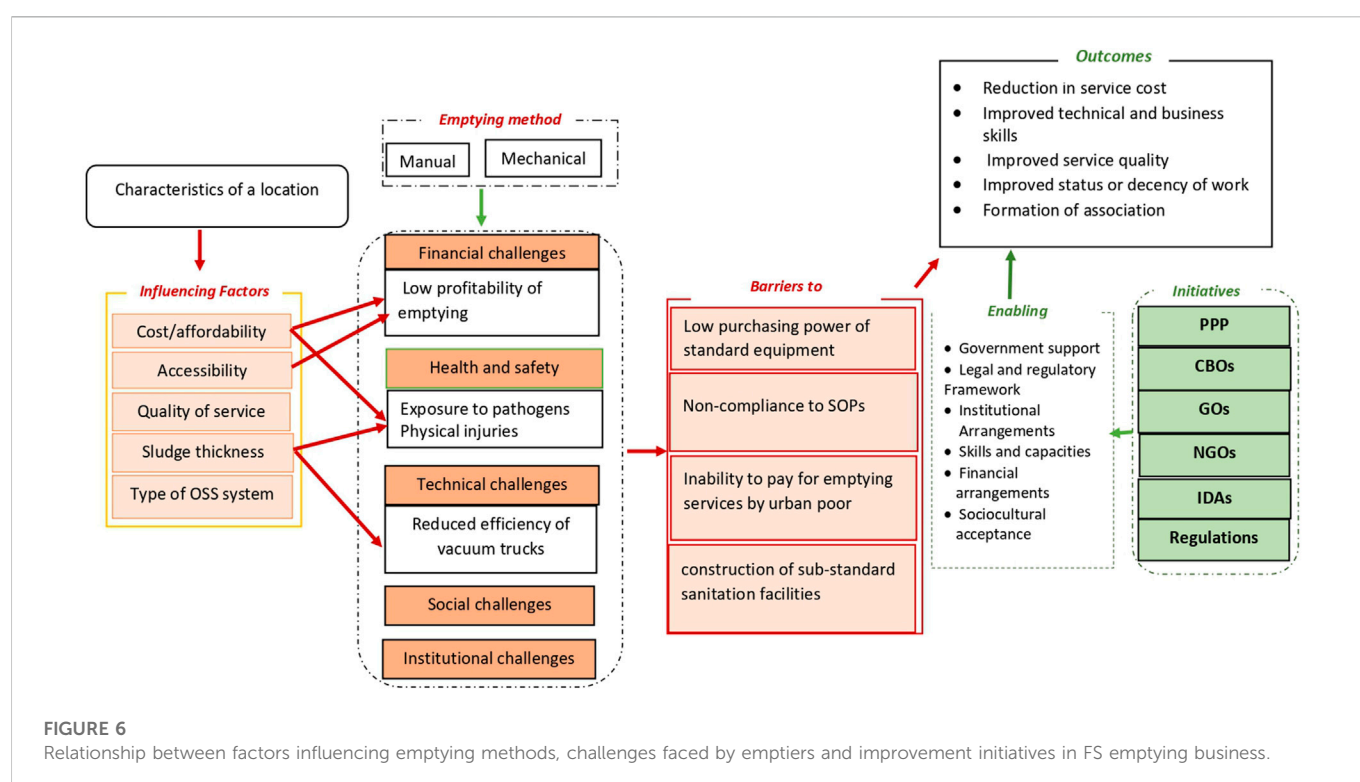 Characteristics of a location
Influencing Factors
Cost/affordability
Accessibility
Quality of service
Sludge thickness
Type of OSS system
Emptying method
Manual
Mechanical
Financial challenges
Low profitability of
emptying
Health and safety
Exposure to pathogens
Physical injuries
Technical challenges
Reduced efficiency of
vacuum trucks
Social challenges
Institutional challenges
Barriers to
Low purchasing power of
standard equipment
Non-compliance to SOPs
Inability to pay for emptying
services by urban poor
construction of sub-standard
sanitation facilities
Outcomes
• Reduction in service cost
• Improved technical and business
skills
• Improved service quality
• Improved status or decency of work
• Formation of association
Enabling
• Government support
• Legal and regulatory
Framework
• Institutional
Arrangements
• Skills and capacities
• Financial
arrangements
• Sociocultural
acceptance
Initiatives
PPP
CBOs
GOs
NGOs
IDAs
Regulations
FIGURE 6
Relationship between factors influencing emptying methods, challenges faced by emptiers and improvement initiatives in FS emptying business.